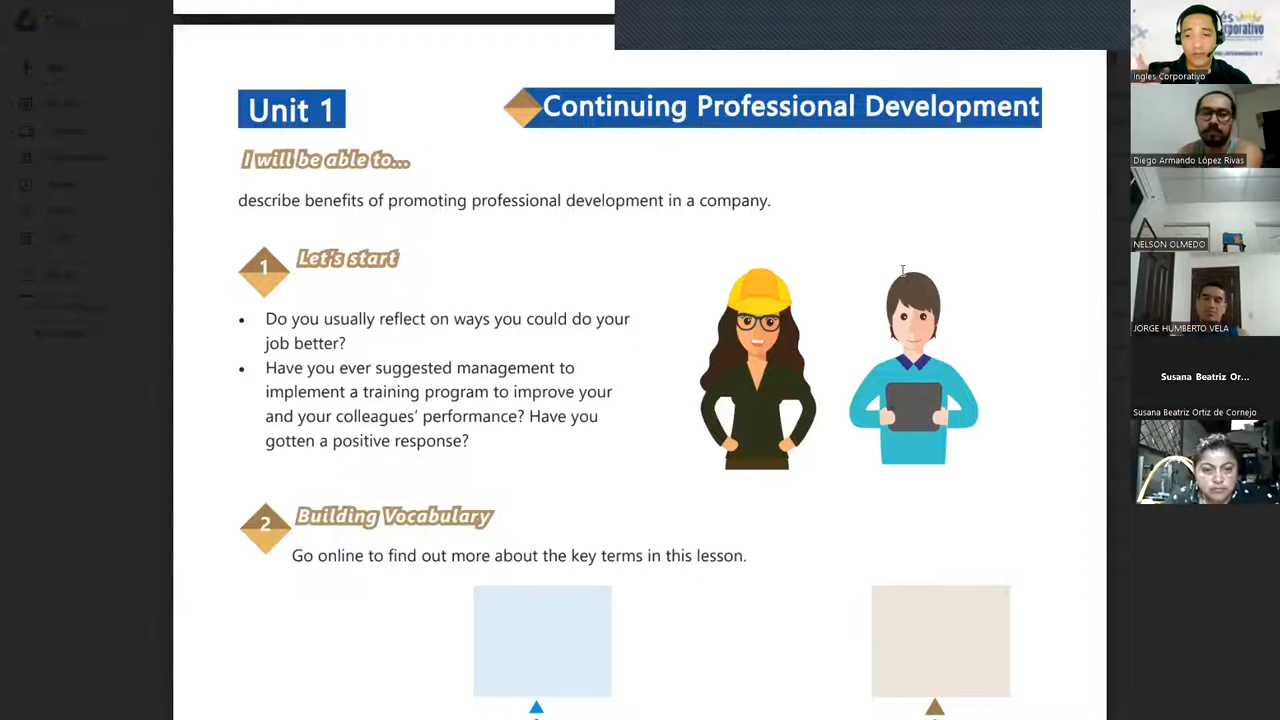 Unit 1
Continuing Professional Development
I will be able to...
describe benefits of promoting professional development in a company.
1
Let's start
• Do you usually reflect on ways you could do your
job better?
• Have you ever suggested management to
implement a training program to improve your
and your colleagues' performance? Have you
gotten a positive response?
2
Building Vocabulary
Go online to find out more about the key terms in this lesson.
Ingles Corporativo
Diego Armando López Rivas
NELSON OLMEDO
JORGE HUMBERTO VELA
Susana Beatriz Or...
Susana Beatriz Ortiz de Cornejo